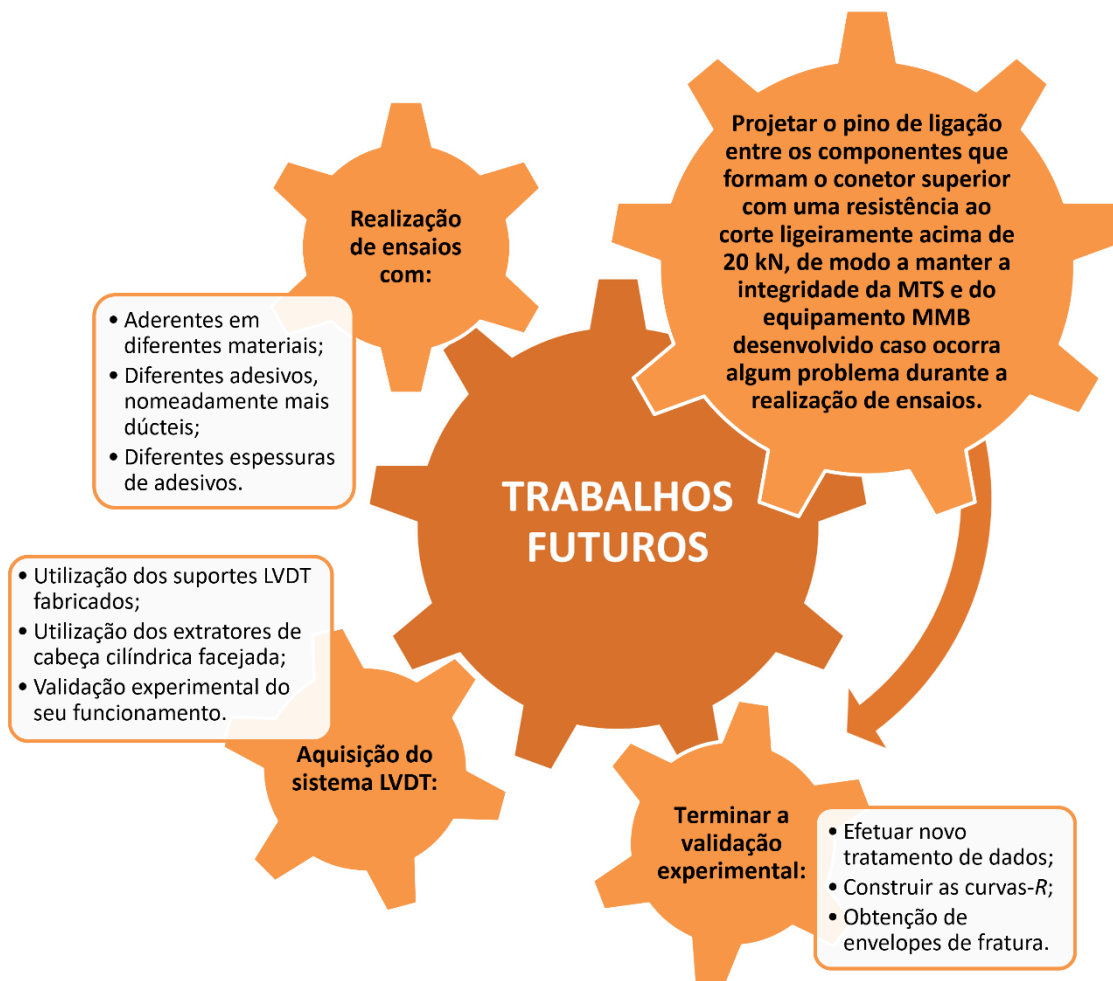 TRABALHOS
FUTUROS
Projetar o pino de ligação
entre os componentes que
formam o conetor superior
com uma resistência ao
corte ligeiramente acima de
20 kN, de modo a manter a
integridade da MTS e do
equipamento MMB
desenvolvido caso ocorra
algum problema durante a
realização de ensaios.
Realização
de ensaios
com:
• Aderentes em
diferentes materiais;
• Diferentes adesivos,
nomeadamente mais
dúcteis;
• Diferentes espessuras
de adesivos.
• Utilização dos suportes LVDT
fabricados;
• Utilização dos extratores de
cabeça cilíndrica facejada;
• Validação experimental do
seu funcionamento.
Aquisição do
sistema LVDT:
Terminar a
validação
experimental:
• Efetuar novo
tratamento de dados;
• Construir as curvas-R;
• Obtenção de
envelopes de fratura.